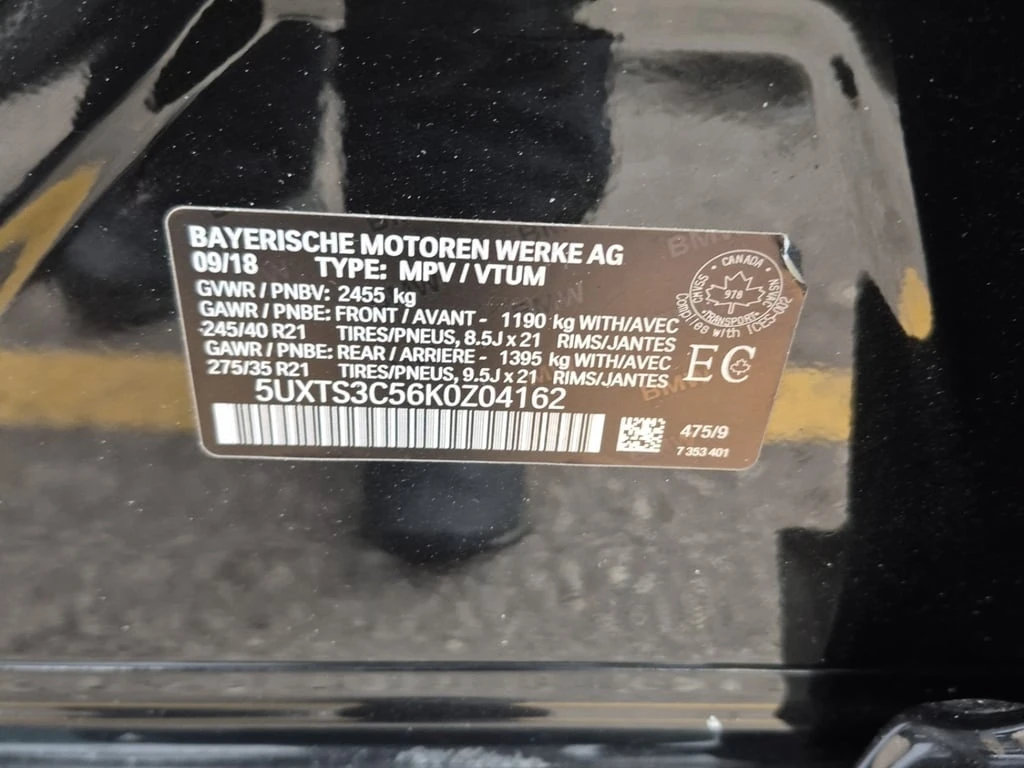 BAYERISCHE MOTOREN WERKE AG
09/18 TYPE: MPV / VTUM
GVWR / PNBV: 2455 kg
GAWR / PNBE: FRONT / AVANT - 1190 kg WITH/AVEC
245/40 R21 TIRES/PNEUS, 8.5J x 21 RIMS/JANTES
GAWR / PNBE: REAR / ARRIERE - 1395 kg WITH/AVEC
275/35 R21 TIRES/PNEUS, 9.5J x 21 RIMS/JANTES
5UXTS3C56K0Z04162
CANADA
978
TRANSPORT
Complies with ICES-002
EC
475/9
7 353 401
BMW
BMW
BMW